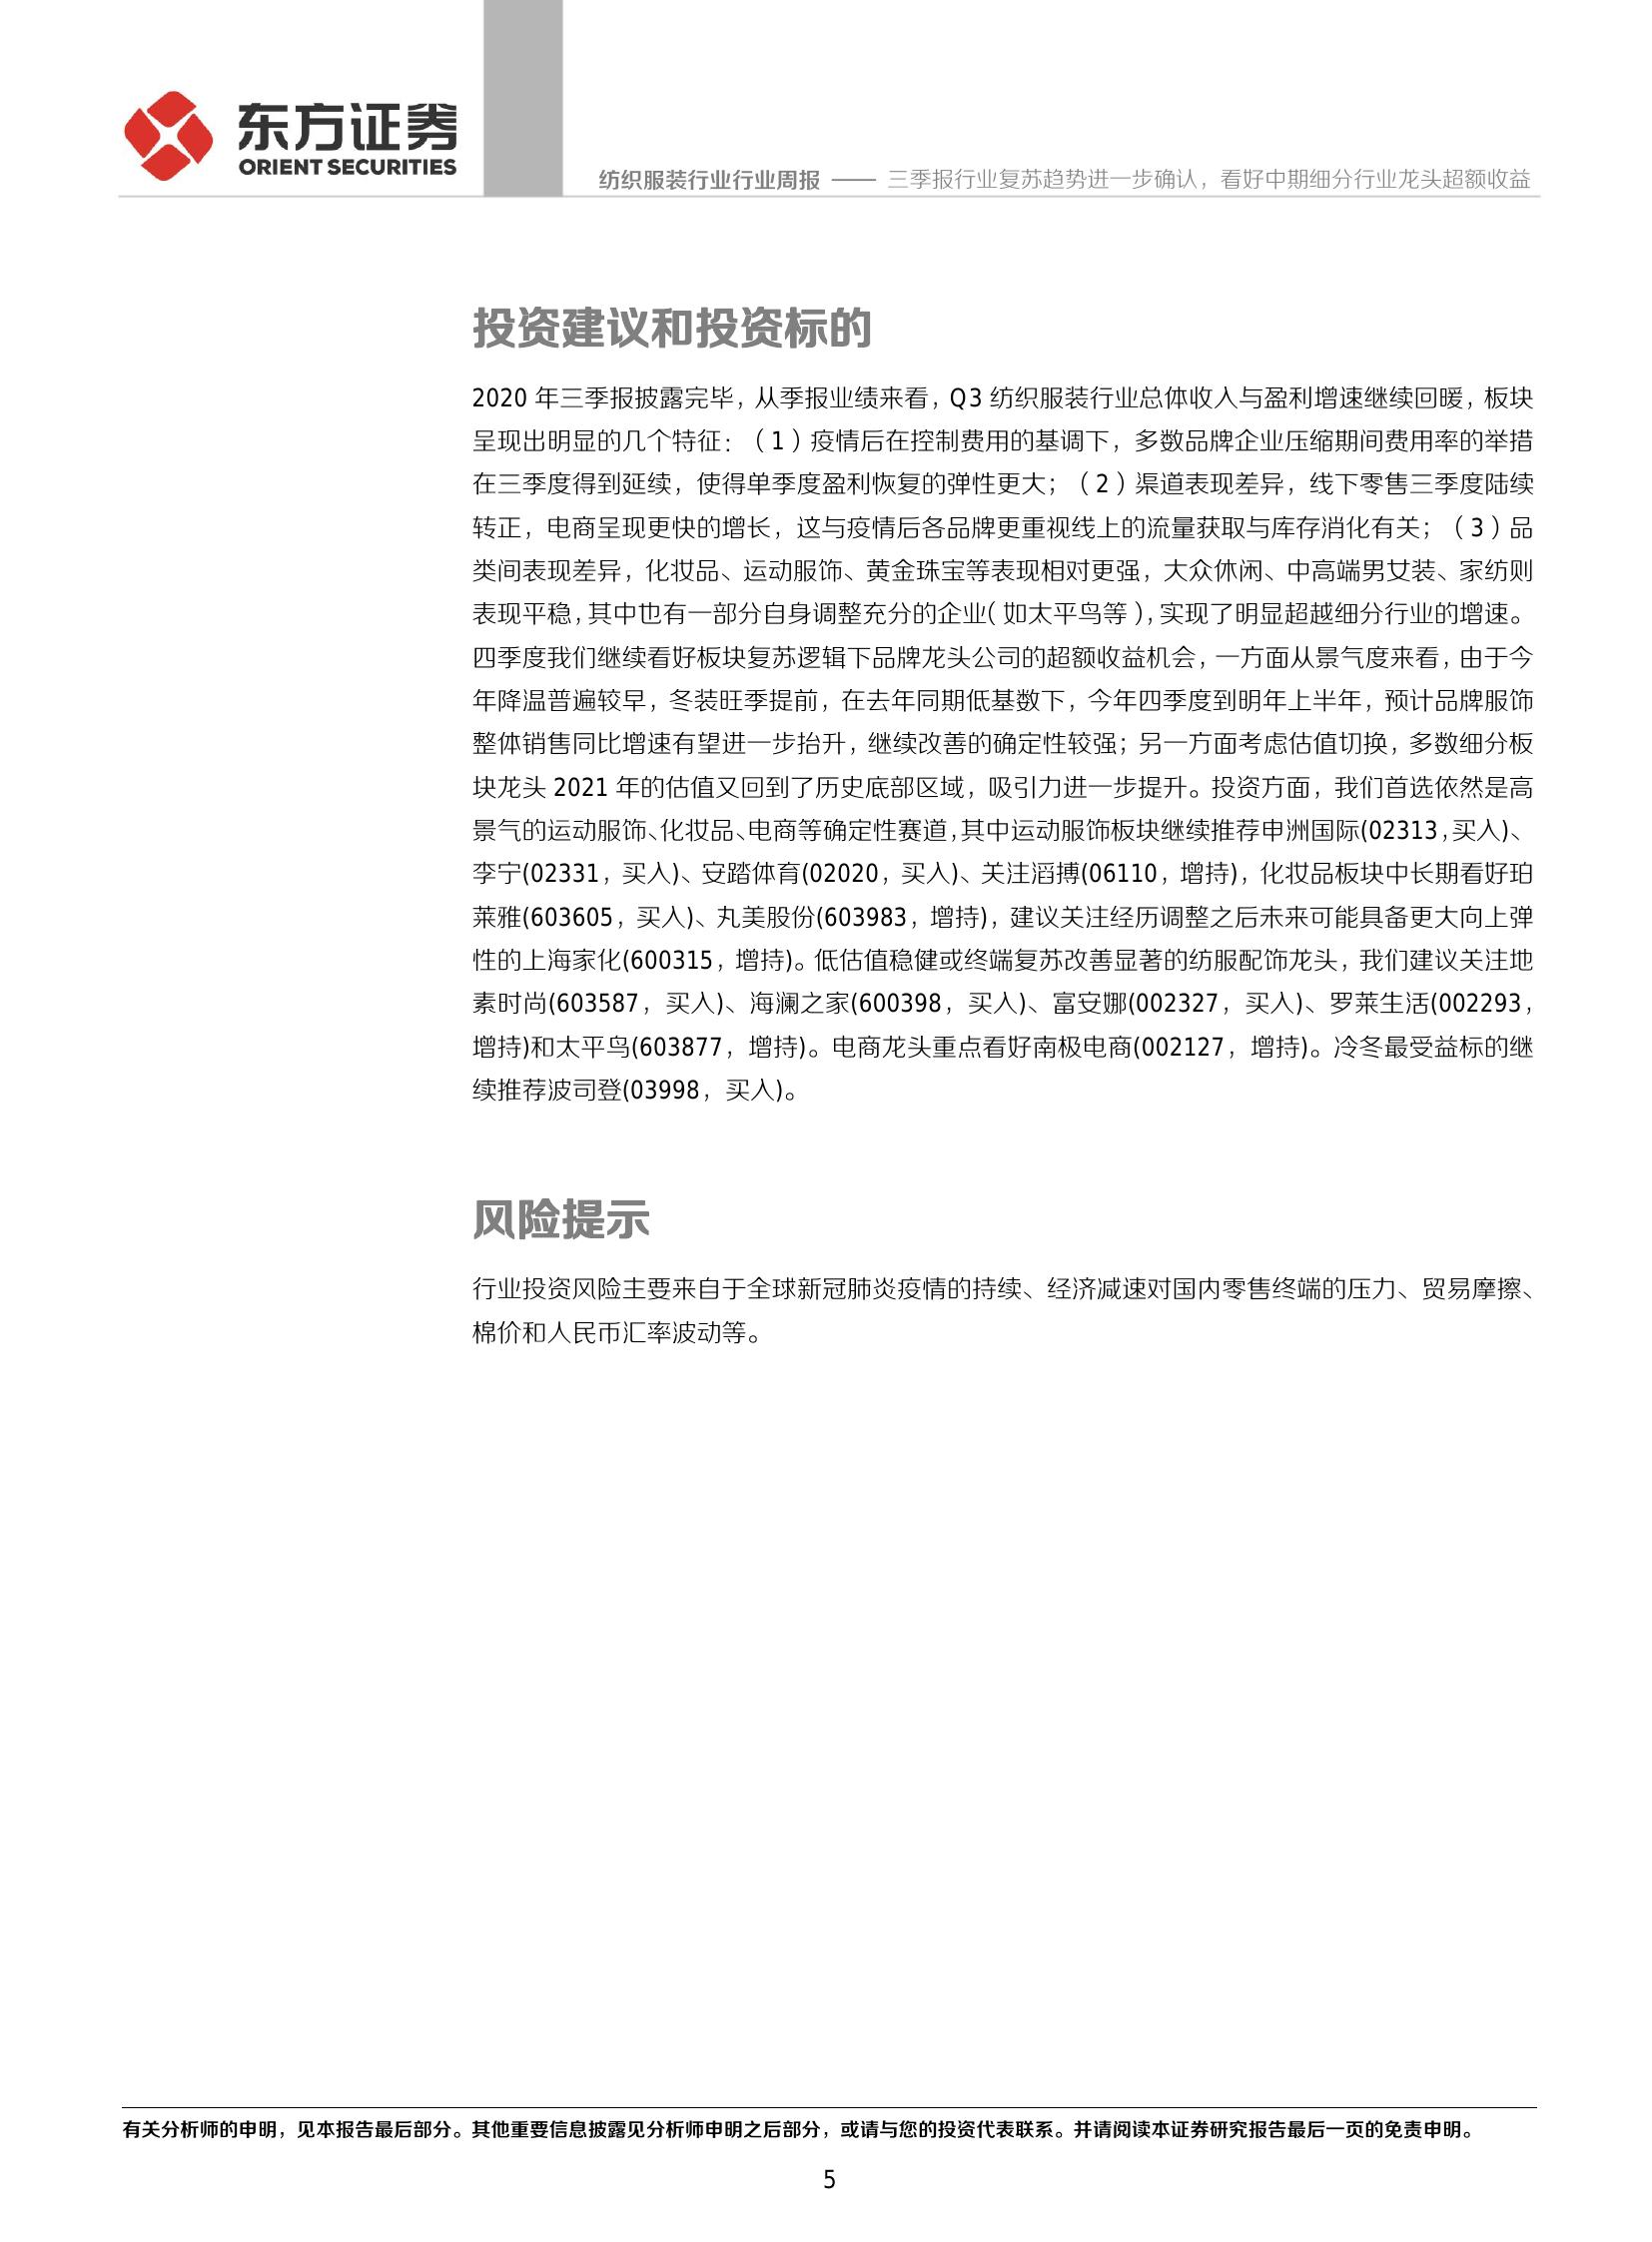 东方证券
ORIENT SECURITIES
纺织服装行业行业周报 —— 三季报行业复苏趋势进一步确认，看好中期细分行业龙头超额收益
投资建议和投资标的
2020 年三季报披露完毕，从季报业绩来看，Q3 纺织服装行业总体收入与盈利增速继续回暖，板块
呈现出明显的几个特征：（1）疫情后在控制费用的基调下，多数品牌企业压缩期间费用率的举措
在三季度得到延续，使得单季度盈利恢复的弹性更大；（2）渠道表现差异，线下零售三季度陆续
转正，电商呈现更快的增长，这与疫情后各品牌更重视线上的流量获取与库存消化有关；（3）品
类间表现差异，化妆品、运动服饰、黄金珠宝等表现相对更强，大众休闲、中高端男女装、家纺则
表现平稳，其中也有一部分自身调整充分的企业（如太平鸟等），实现了明显超越细分行业的增速。
四季度我们继续看好板块复苏逻辑下品牌龙头公司的超额收益机会，一方面从景气度来看，由于今
年降温普遍较早，冬装旺季提前，在去年同期低基数下，今年四季度到明年上半年，预计品牌服饰
整体销售同比增速有望进一步抬升，继续改善的确定性较强；另一方面考虑估值切换，多数细分板
块龙头 2021 年的估值又回到了历史底部区域，吸引力进一步提升。投资方面，我们首选依然是高
景气的运动服饰、化妆品、电商等确定性赛道，其中运动服饰板块继续推荐申洲国际(02313，买入)、
李宁(02331，买入)、安踏体育(02020，买入)、关注滔搏(06110，增持)，化妆品板块中长期看好珀
莱雅(603605，买入)、丸美股份(603983，增持)，建议关注经历调整之后未来可能具备更大向上弹
性的上海家化(600315，增持)。低估值稳健或终端复苏改善显著的纺服配饰龙头，我们建议关注地
素时尚(603587，买入)、海澜之家(600398，买入)、富安娜(002327，买入)、罗莱生活(002293，
增持)和太平鸟(603877，增持)。电商龙头重点看好南极电商(002127，增持)。冷冬最受益标的继
续推荐波司登(03998，买入)。
风险提示
行业投资风险主要来自于全球新冠肺炎疫情的持续、经济减速对国内零售终端的压力、贸易摩擦、
棉价和人民币汇率波动等。
有关分析师的申明，见本报告最后部分。其他重要信息披露见分析师申明之后部分，或请与您的投资代表联系。并请阅读本证券研究报告最后一页的免责申明。
5